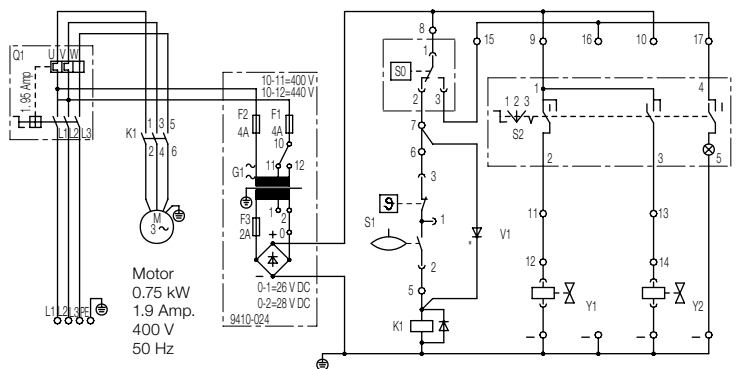 Q1
U V W
1.95 Amp.
L1 L2 L3
K1
1 3 5
2 4 6
M
3 ~
Motor
0.75 kW
1.9 Amp.
400 V
50 Hz
L1 L2 L3 PE
10-11=400 V
10-12=440 V
F2
F1
4A
4A
10
11
12
G1
1
2
F3
0
2A
+
−
0-1=26 V DC
0-2=28 V DC
9410-024
8
1
S0
2
3
7
6
3
ϑ
S1
1
2
5
K1
V1
15
9
16
10
17
1
4
1 2 3
S2
2
3
5
11
13
12
14
Y1
Y2
− − − −